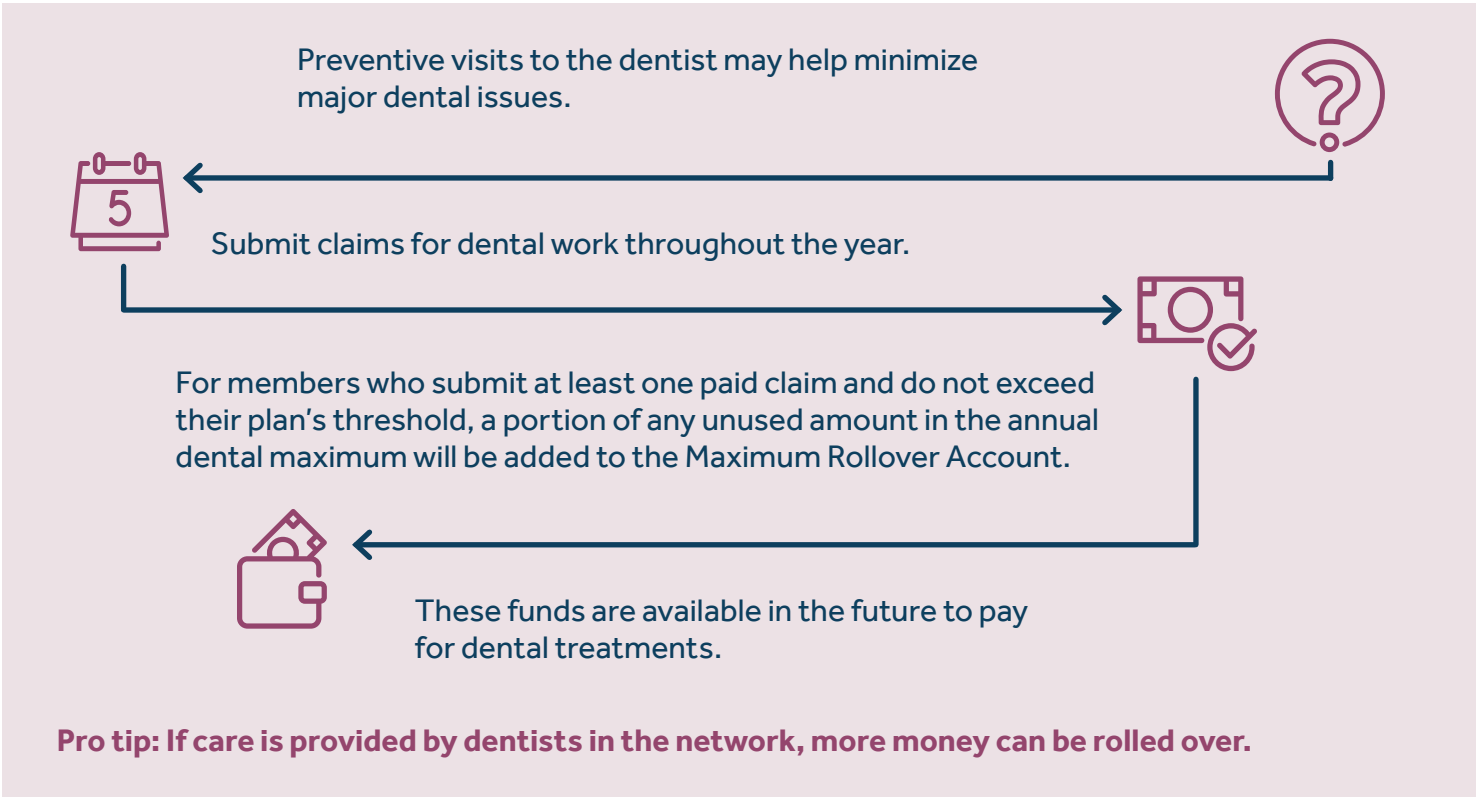 Preventive visits to the dentist may help minimize
major dental issues.
5
Submit claims for dental work throughout the year.
For members who submit at least one paid claim and do not exceed
their plan’s threshold, a portion of any unused amount in the annual
dental maximum will be added to the Maximum Rollover Account.
These funds are available in the future to pay
for dental treatments.
Pro tip: If care is provided by dentists in the network, more money can be rolled over.